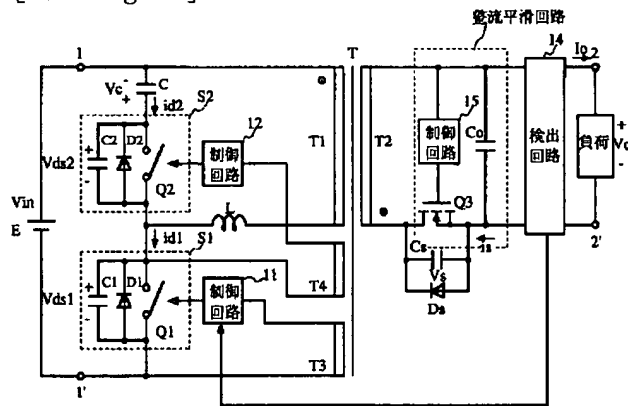 整流平滑回路
1
T
14
Io
2
Vc
-
+
C
id2
S2
15
C2
D2
12
T1
T2
制御
回路
Co
検出
回路
負荷
+
Vo
-
+
Vds2
-
制御
回路
Q2
Vin
E
L
Q3
id1
S1
Cs
is
2'
11
Vs
C1
D1
制御
回路
T4
Ds
+
Vds1
-
Q1
T3
1'